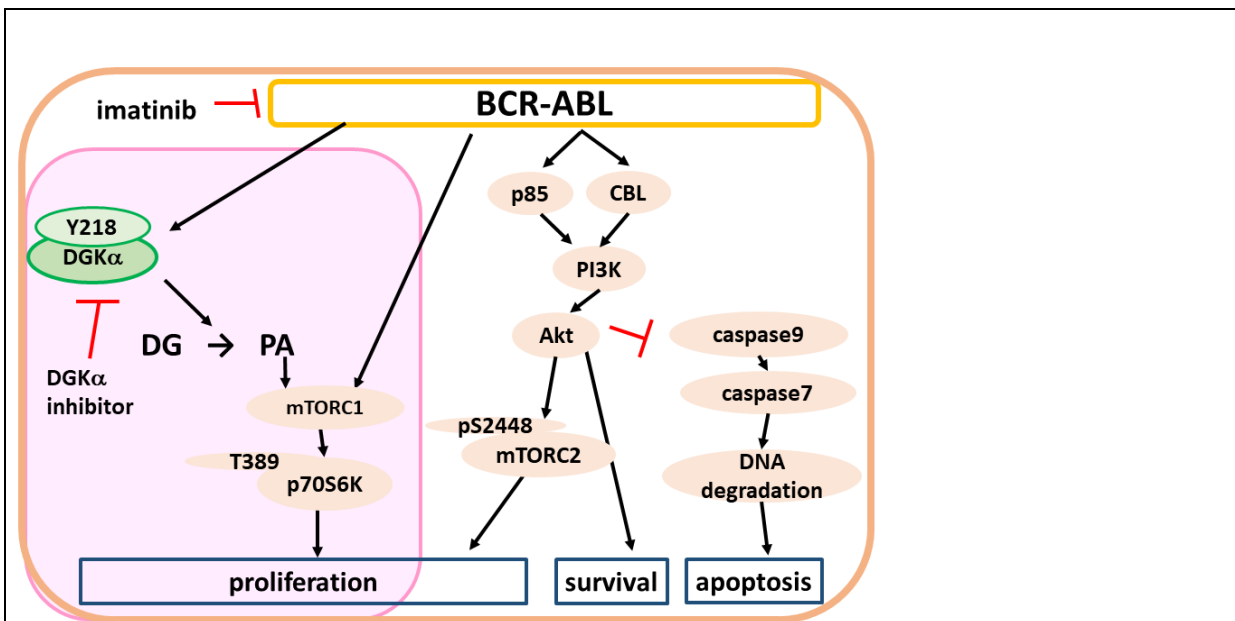 BCR-ABL
imatinib
p85
CBL
Y218
DGKα
PI3K
DG → PA
Akt
caspase9
DGKα
inhibitor
caspase7
mTORC1
pS2448
mTORC2
T389
p70S6K
DNA
degradation
proliferation
survival
apoptosis